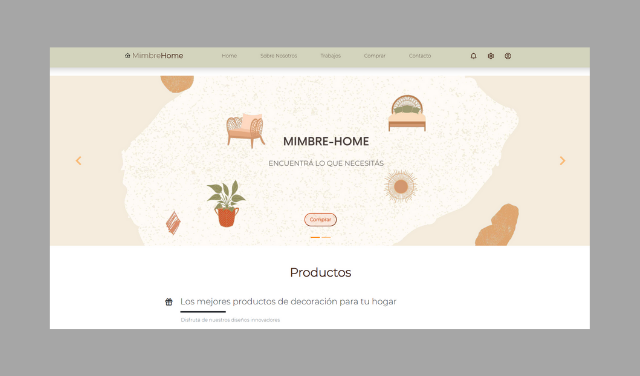 MimbreHome
Home Sobre Nosotros Trabajos Comprar Contacto
MIMBRE-HOME
ENCUENTRÁ LO QUE NECESITÁS
Comprar
Productos
Los mejores productos de decoración para tu hogar
Disfruta de nuestros diseños innovadores